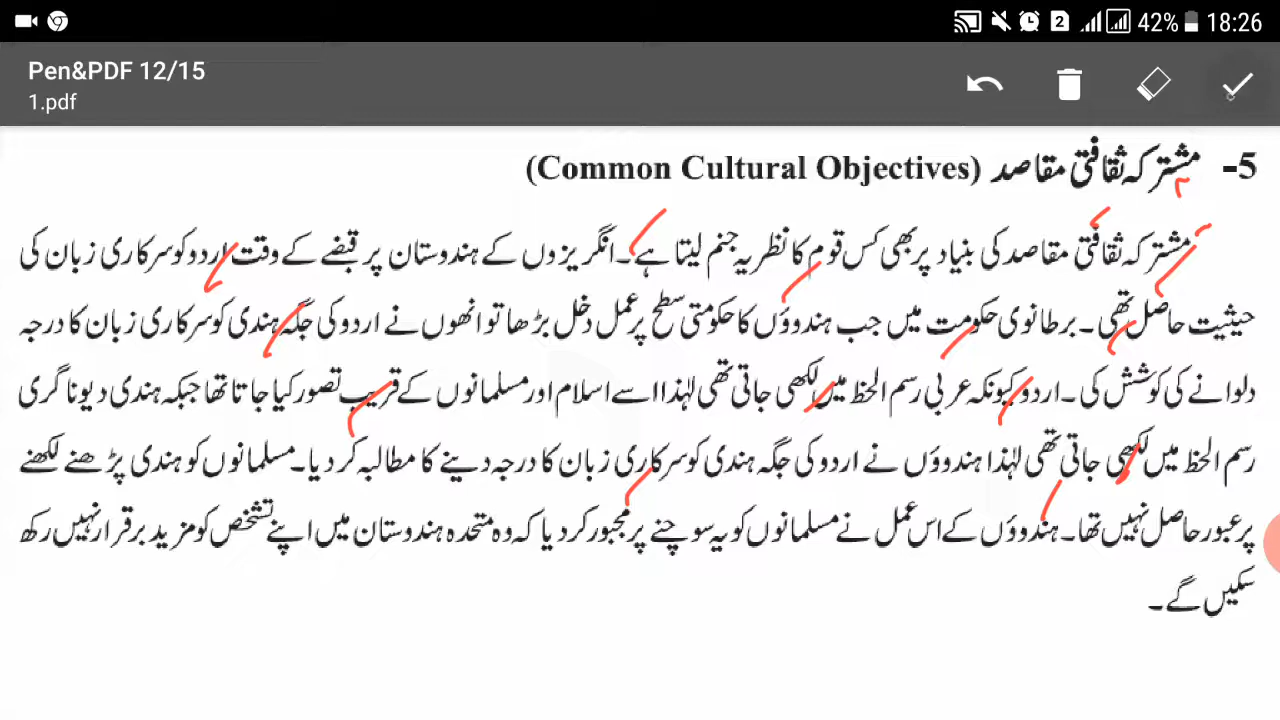 2 42% 18:26
Pen&PDF 12/15
1.pdf
5- مشترکہ ثقافتی مقاصد (Common Cultural Objectives)
مشترکہ ثقافتی مقاصد کی بنیاد پر بھی کس قوم کا نظریہ جنم لیتا ہے۔ انگریزوں کے ہندوستان پر قبضے کے وقت اردو کو سرکاری زبان کی
حیثیت حاصل تھی۔ برطانوی حکومت میں جب ہندوؤں کا حکومتی سطح پر عمل دخل بڑھا تو انھوں نے اردو کی جگہ ہندی کو سرکاری زبان کا درجہ
دلوانے کی کوشش کی۔ اردو کیونکہ عربی رسم الخط میں لکھی جاتی تھی لہٰذا اسے اسلام اور مسلمانوں کے قریب تصور کیا جاتا تھا جبکہ ہندی دیوناگری
رسم الخط میں لکھی جاتی تھی لہٰذا ہندوؤں نے اردو کی جگہ ہندی کو سرکاری زبان کا درجہ دینے کا مطالبہ کر دیا۔ مسلمانوں کو ہندی پڑھنے لکھنے
پر عبور حاصل نہیں تھا۔ ہندوؤں کے اس عمل نے مسلمانوں کو یہ سوچنے پر مجبور کر دیا کہ وہ متحدہ ہندوستان میں اپنے تشخص کو مزید برقرار نہیں رکھ
سکیں گے۔